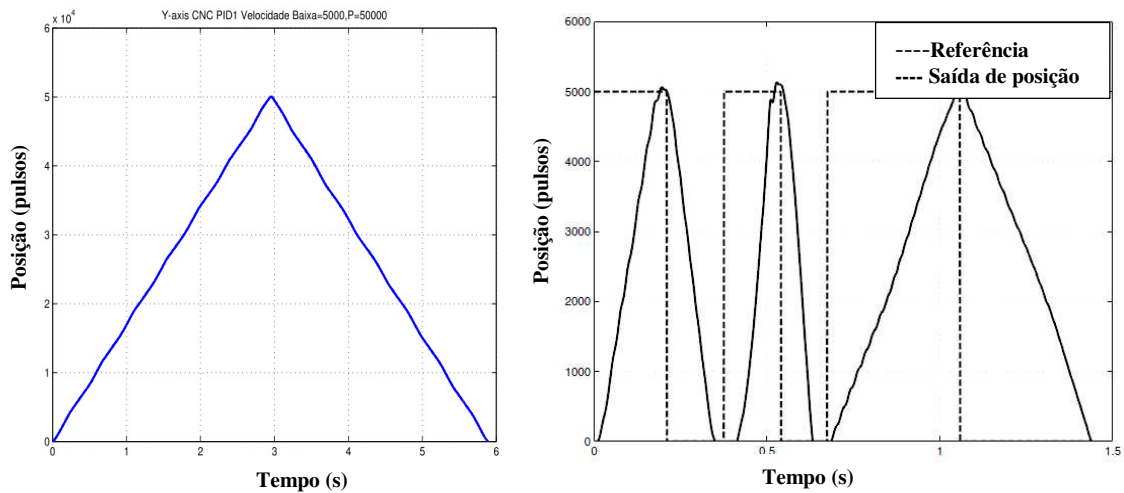 Y-axis CNC PID1 Velocidade Baixa=5000,P=50000
x 10⁴
6
5
4
3
2
1
0
0 1 2 3 4 5 6
Posição (pulsos)
Tempo (s)
6000
5000
4000
3000
2000
1000
0
0 0.5 1 1.5
Posição (pulsos)
Tempo (s)
Referência
Saída de posição